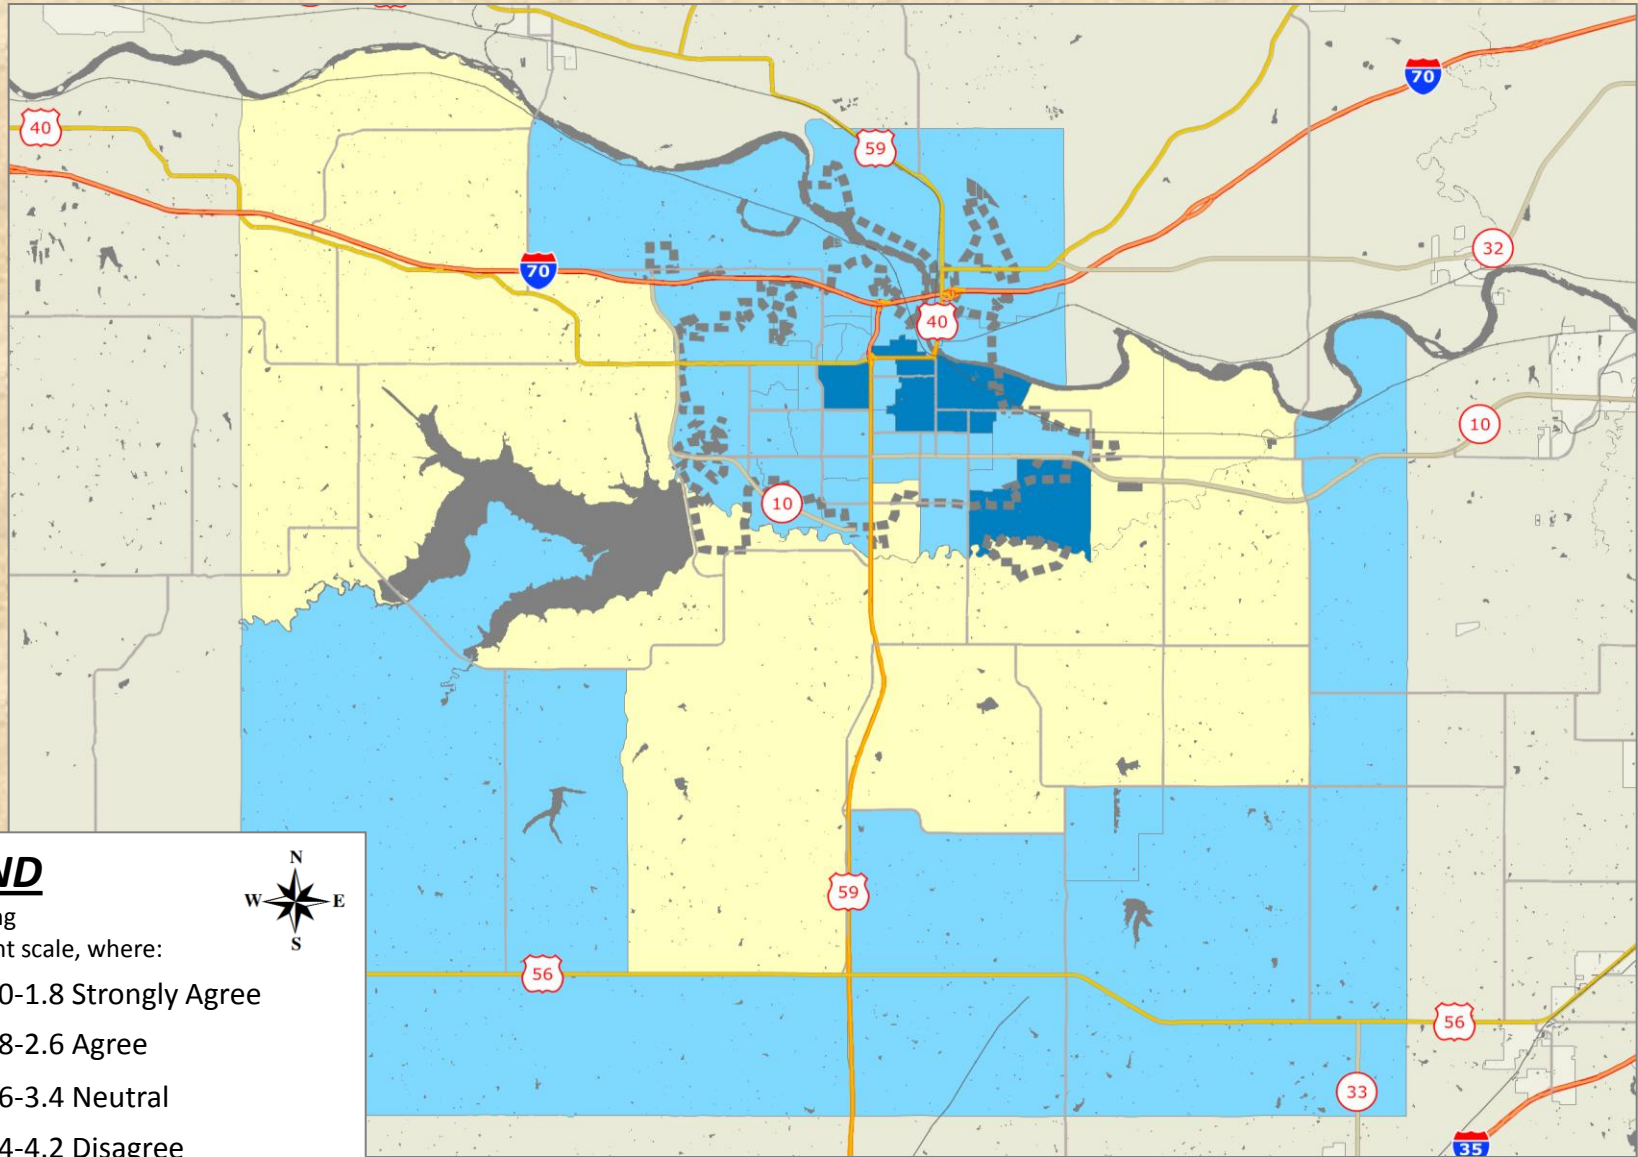 70
40
59
32
70
40
10
10
59
56
56
33
35
N
W E
S
ND
ng
nt scale, where:
0-1.8 Strongly Agree
8-2.6 Agree
6-3.4 Neutral
4-4.2 Disagree